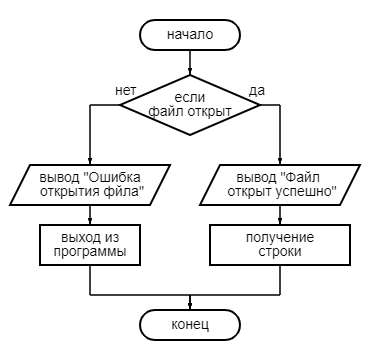 начало
если
файл открыт
нет
да
вывод "Ошибка
открытия фйла"
вывод "Файл
открыт успешно"
выход из
программы
получение
строки
конец